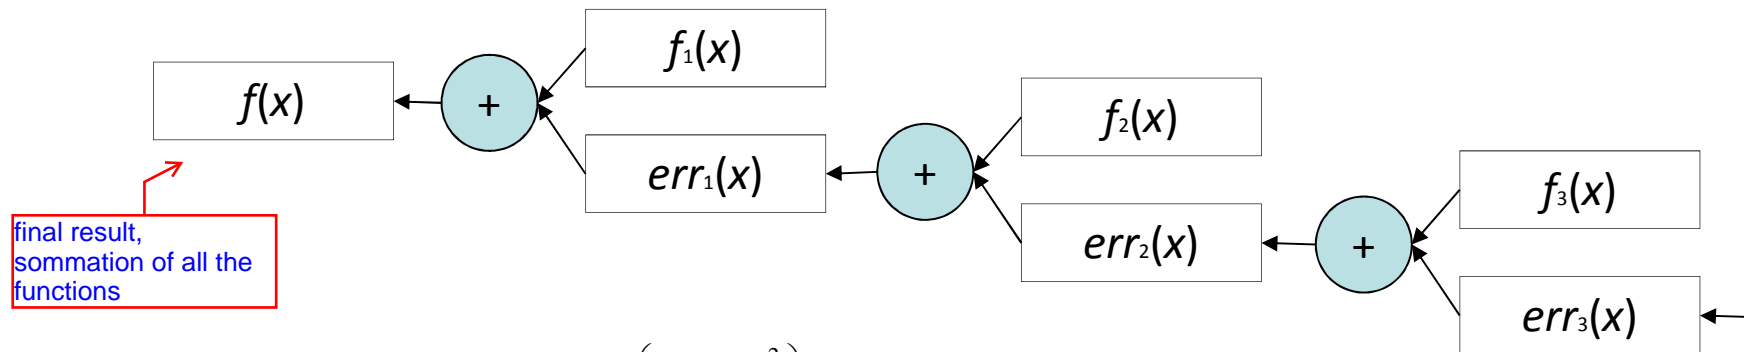 f1(x)
f(x)
+
f2(x)
err1(x)
+
f3(x)
err2(x)
+
err3(x)
final result,
sommation of all the
functions